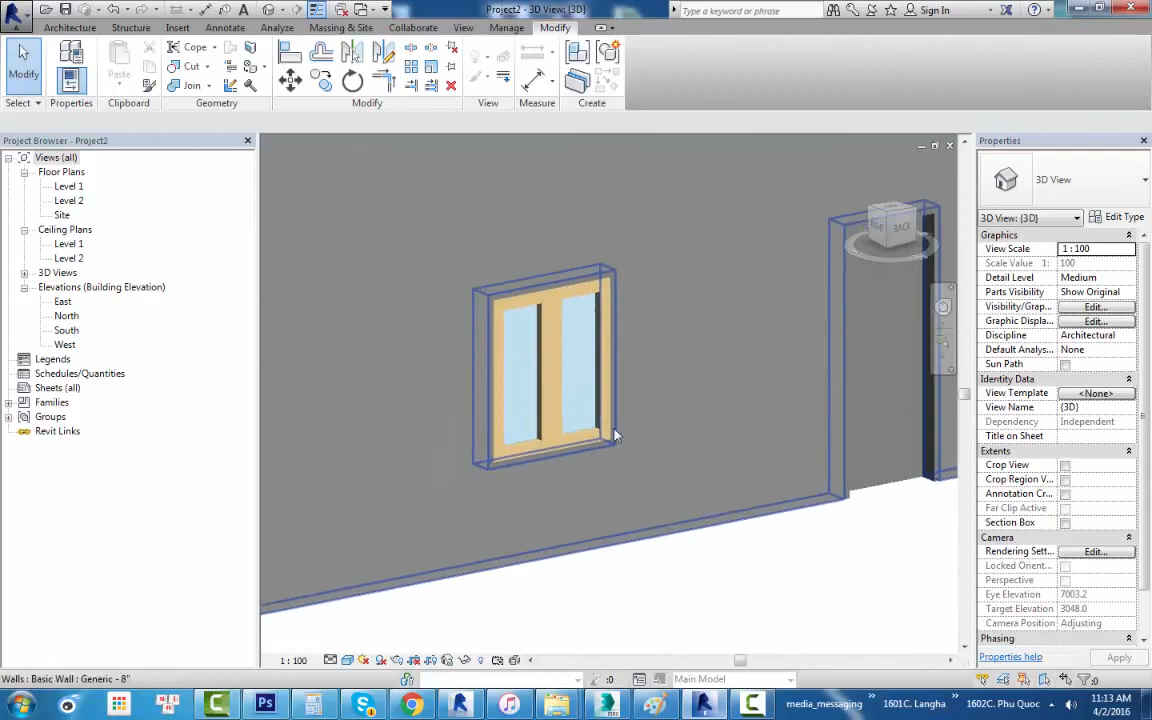 Project2 - 3D View: {3D}
Type a keyword or phrase
Sign In
Architecture Structure Insert Annotate Analyze Massing & Site Collaborate View Manage Modify
Modify
Paste
Cope
Cut
Join
Select Properties Clipboard Geometry Modify View Measure Create
Project Browser - Project2
Views (all)
Floor Plans
Level 1
Level 2
Site
Ceiling Plans
Level 1
Level 2
3D Views
Elevations (Building Elevation)
East
North
South
West
Legends
Schedules/Quantities
Sheets (all)
Families
Groups
Revit Links
BACK
Properties
3D View
3D View: {3D}
Edit Type
Graphics
View Scale 1 : 100
Scale Value 1: 100
Detail Level Medium
Parts Visibility Show Original
Visibility/Grap... Edit...
Graphic Displa... Edit...
Discipline Architectural
Default Analys... None
Sun Path
Identity Data
View Template <None>
View Name {3D}
Dependency Independent
Title on Sheet
Extents
Crop View
Crop Region V...
Annotation Cr...
Far Clip Active
Section Box
Camera
Rendering Sett... Edit...
Locked Orient...
Perspective
Eye Elevation 7003.2
Target Elevation 3048.0
Camera Position Adjusting
Phasing
Properties help
Apply
1 : 100
Walls : Basic Wall : Generic - 8"
:0
Main Model
:0
media_messaging
1601C. Langha
1602C. Phu Quoc
11:13 AM
4/2/2016